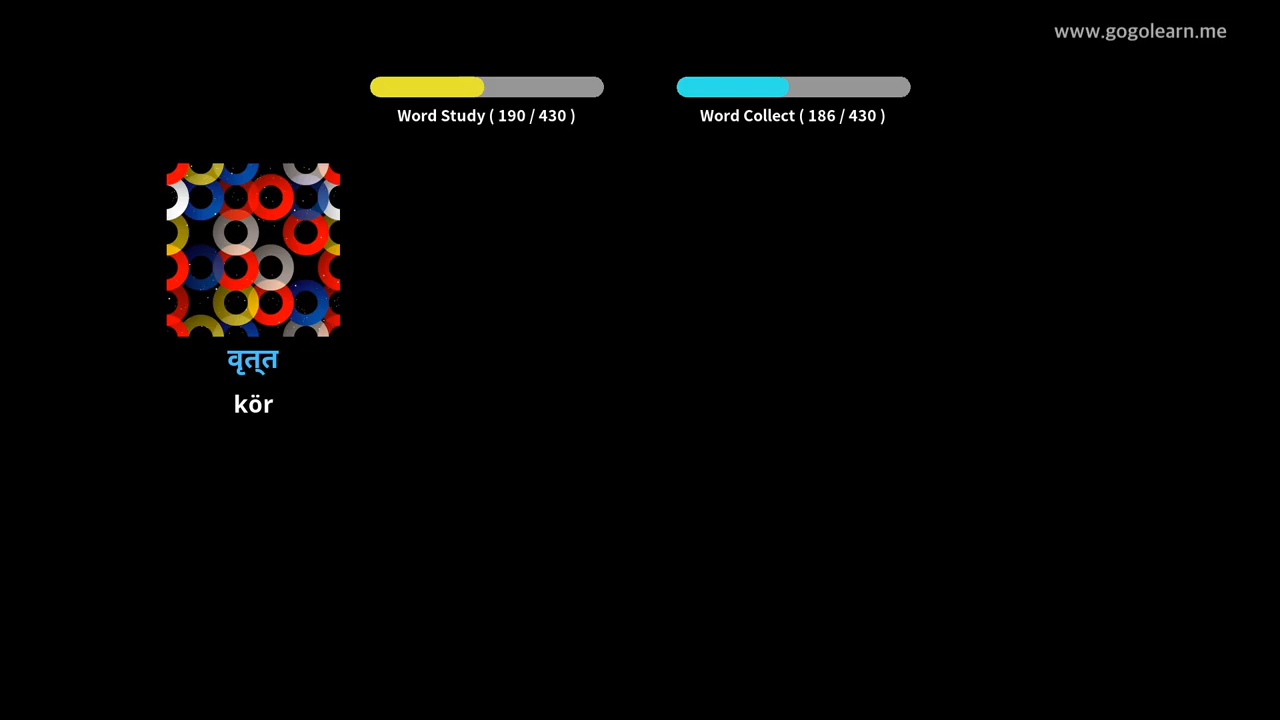 www.gogolearn.me
Word Study ( 190 / 430 )
Word Collect ( 186 / 430 )
वृत्‌त
kör